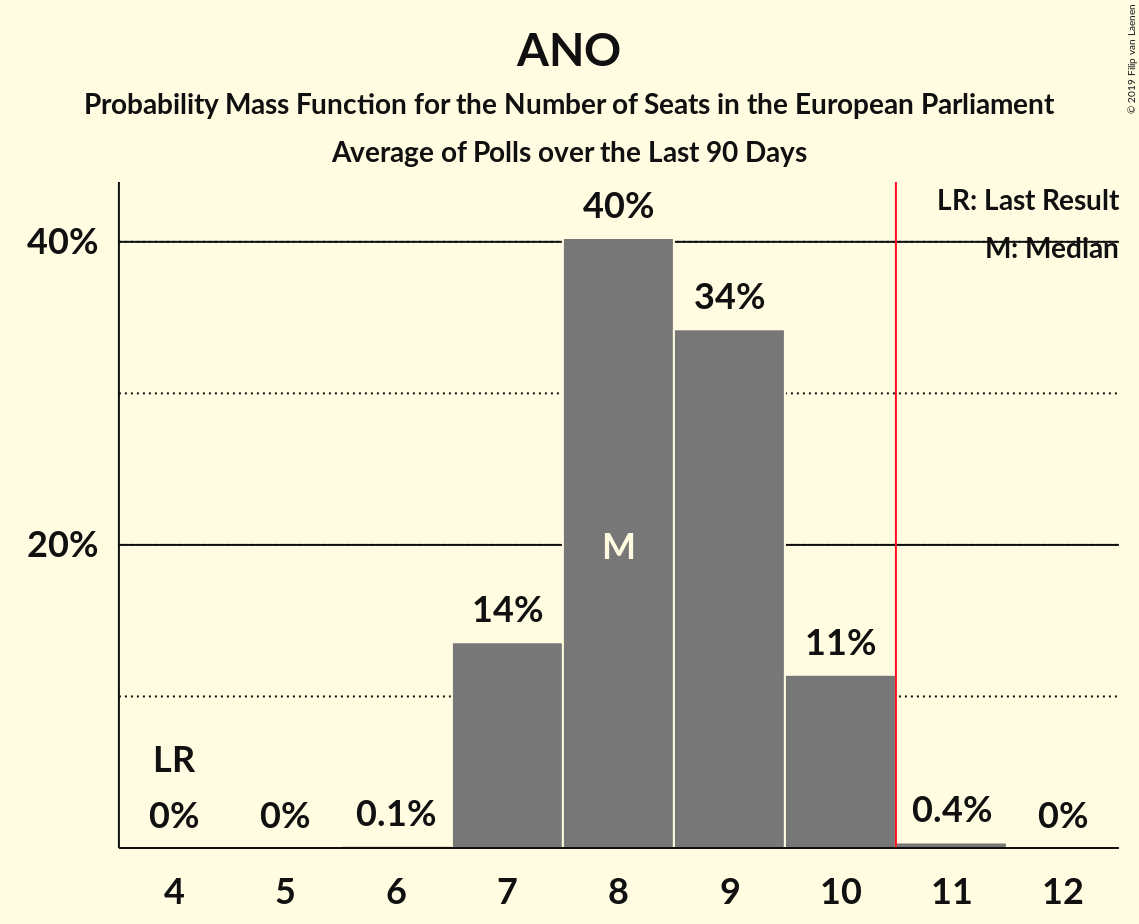 ANO
Probability Mass Function for the Number of Seats in the European Parliament
Average of Polls over the Last 90 Days
© 2019 Filip van Laenen
LR: Last Result
M: Median
40%
20%
LR
0%
0%
0.1%
14%
40%
M
34%
11%
0.4%
0%
4 5 6 7 8 9 10 11 12